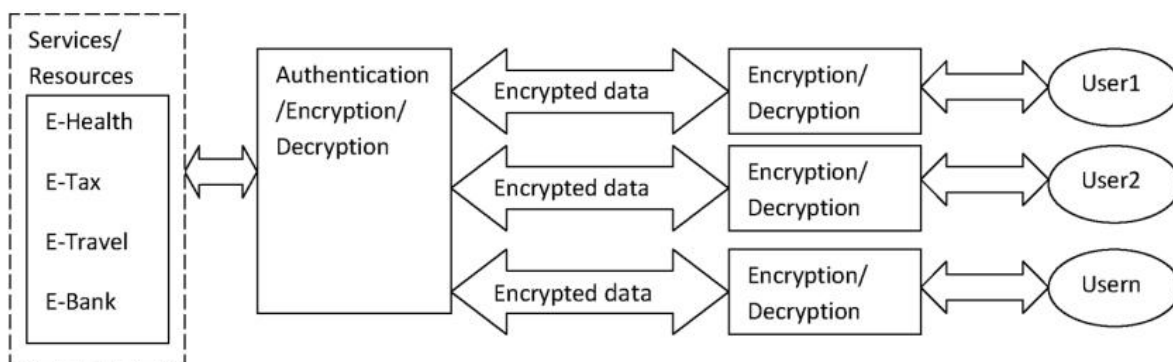 Services/
Resources
E-Health
E-Tax
E-Travel
E-Bank
Authentication
/Encryption/
Decryption
Encrypted data
Encrypted data
Encrypted data
Encryption/
Decryption
Encryption/
Decryption
Encryption/
Decryption
User1
User2
Usern